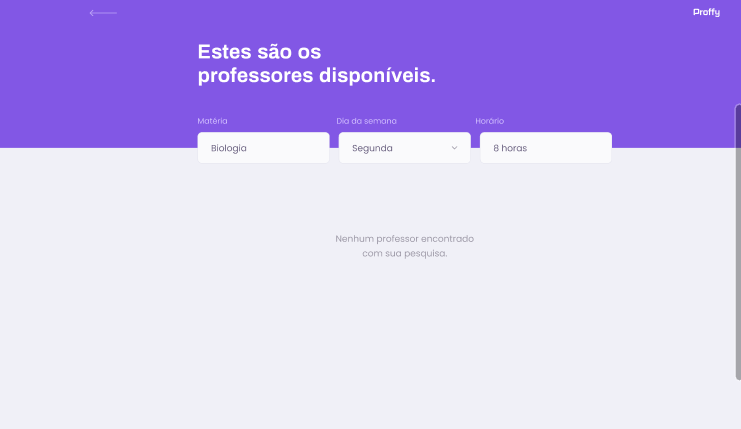 Proffy
Estes são os
professores disponíveis.
Matéria
Dia da semana
Horário
Biologia
Segunda
8 horas
Nenhum professor encontrado
com sua pesquisa.